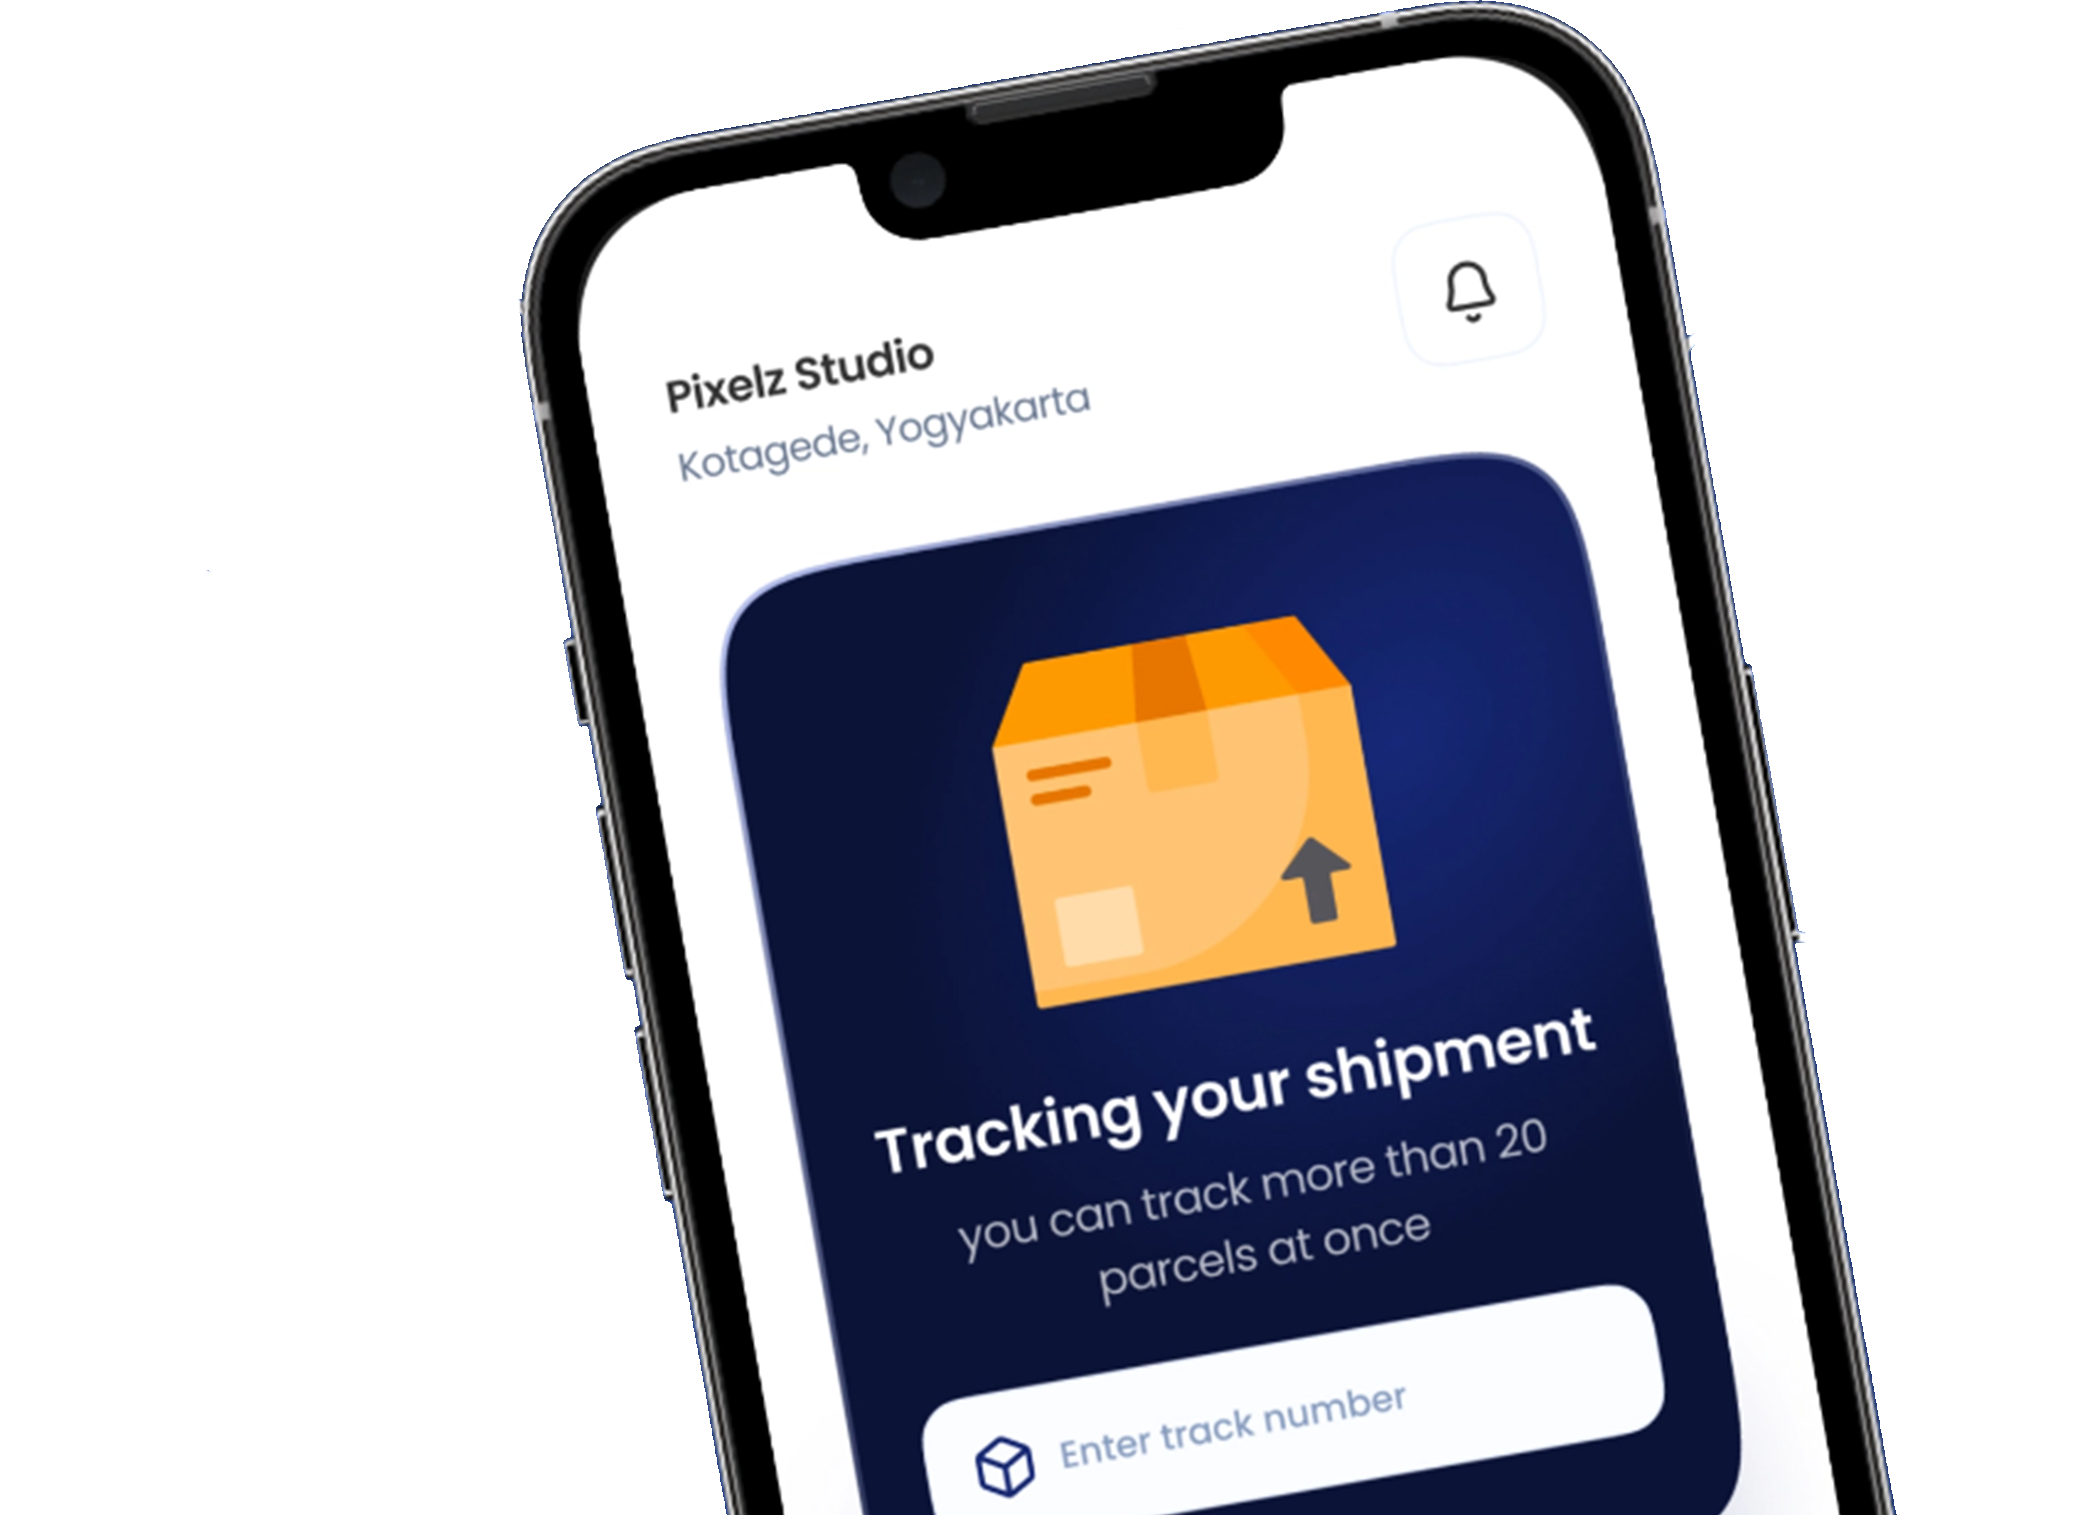 Pixelz Studio
Kotagede, Yogyakarta
Tracking your shipment
you can track more than 20
parcels at once
Enter track number